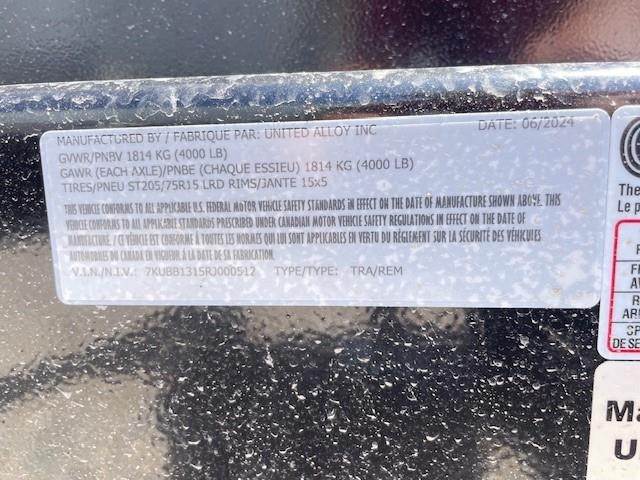 MANUFACTURED BY / FABRIQUE PAR: UNITED ALLOY INC DATE: 06/2024
GVWR/PNBV 1814 KG (4000 LB)
GAWR (EACH AXLE)/PNBE (CHAQUE ESSIEU) 1814 KG (4000 LB)
TIRES/PNEU ST205/75R15 LRD RIMS/JANTE 15x5
THIS VEHICLE CONFORMS TO ALL APPLICABLE U.S. FEDERAL MOTOR VEHICLE SAFETY STANDARDS IN EFFECT ON THE DATE OF MANUFACTURE SHOWN ABOVE. THIS
VEHICLE CONFORMS TO ALL APPLICABLE STANDARDS PRESCRIBED UNDER CANADIAN MOTOR VEHICLE SAFETY REGULATIONS IN EFFECT ON THE DATE OF
MANUFACTURE. / CE VÉHICULE EST CONFORME À TOUTES LES NORMES QUI LUI SONT APPLICABLES EN VERTU DU RÈGLEMENT SUR LA SÉCURITÉ DES VÉHICULES
AUTOMOBILES DU CANADA EN VIGUEUR À LA DATE DE SA FABRICATION.
V.I.N./N.I.V.: 7KUBB1315RJ000512 TYPE/TYPE: TRA/REM
The
Le p
DE SE
Ma
U